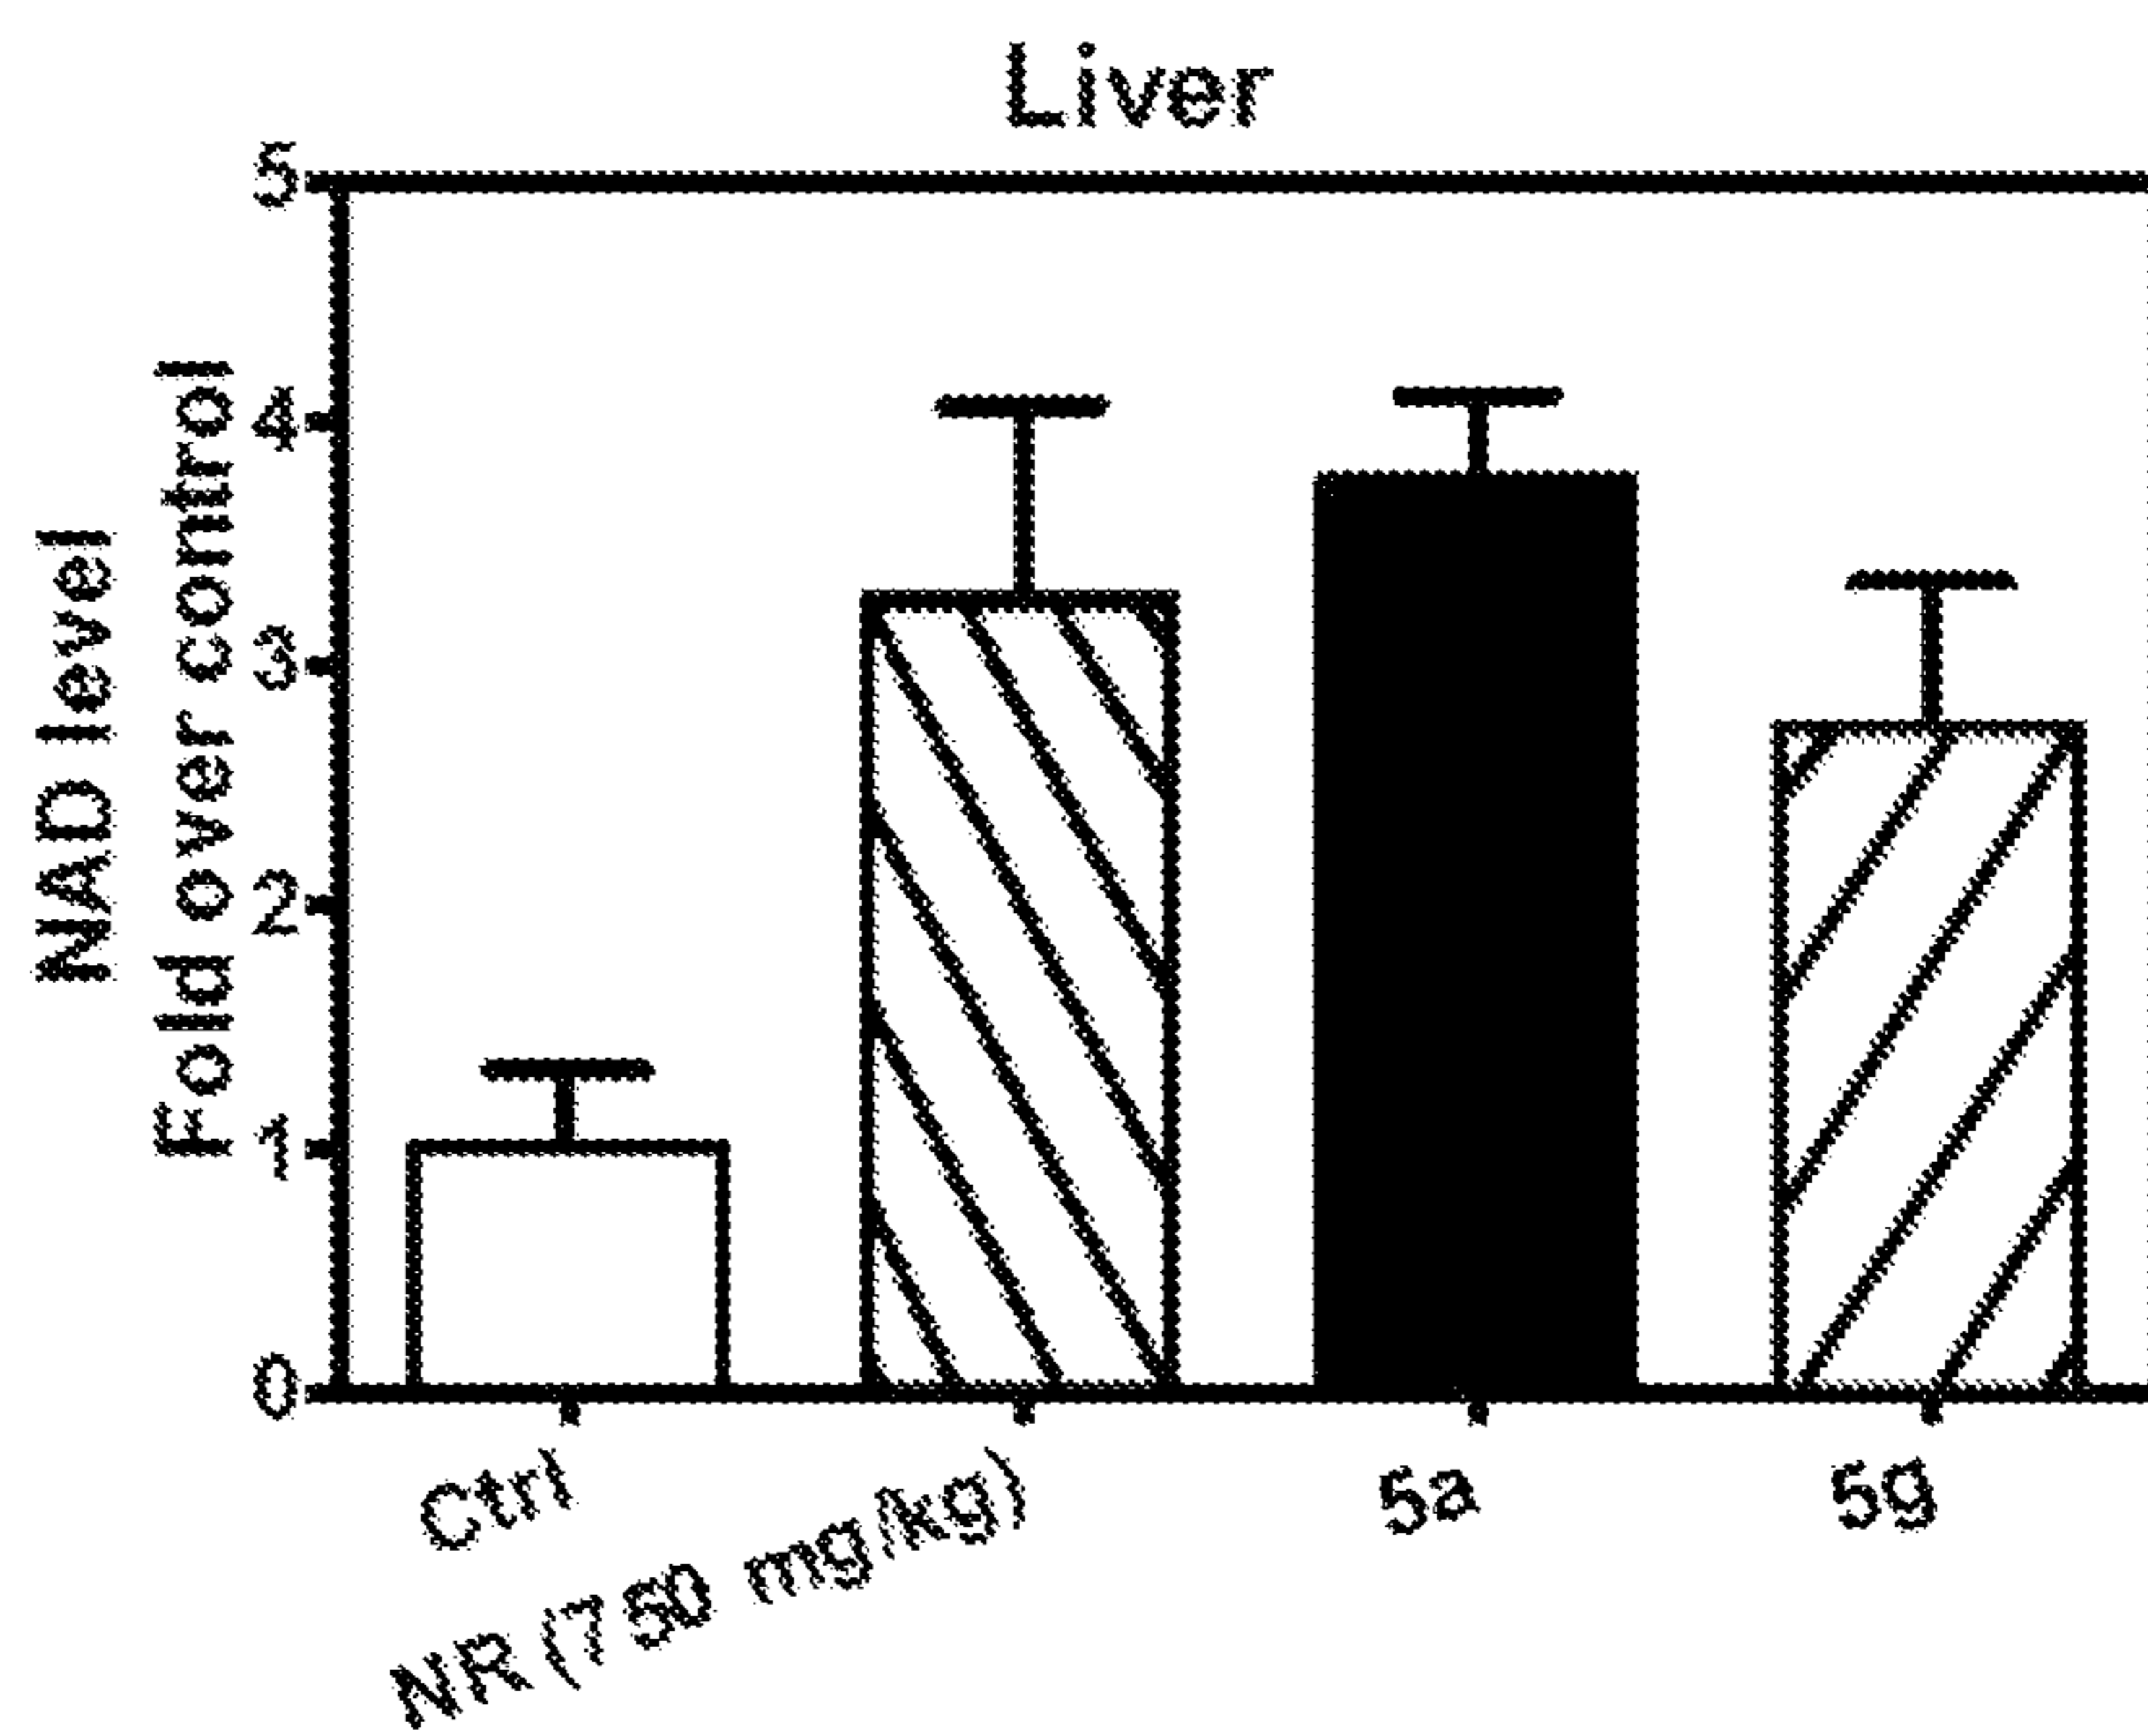 Liver
NAD level
Fold over control
5
4
3
2
1
0
Ctrl
NR (750 mg/kg)
5a
5g